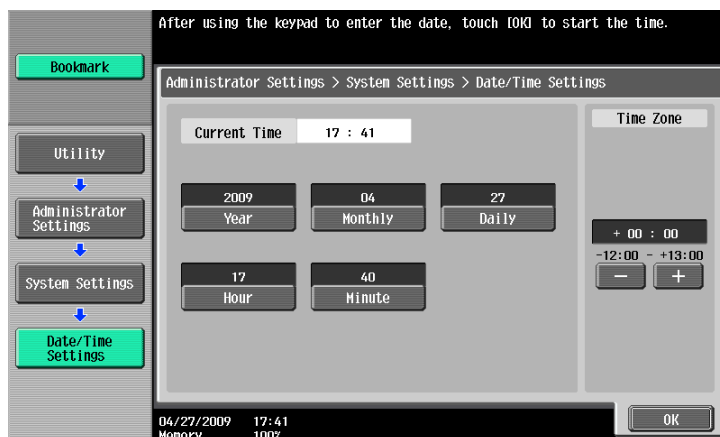 After using the keypad to enter the date, touch [OK] to start the time.
Bookmark
Administrator Settings > System Settings > Date/Time Settings
Current Time 17 : 41
Time Zone
Utility
2009 04 27
Year Monthly Daily
Administrator
Settings
+ 00 : 00
-12:00 - +13:00
- +
System Settings
17 40
Hour Minute
Date/Time
Settings
04/27/2009 17:41
Memory 100%
OK